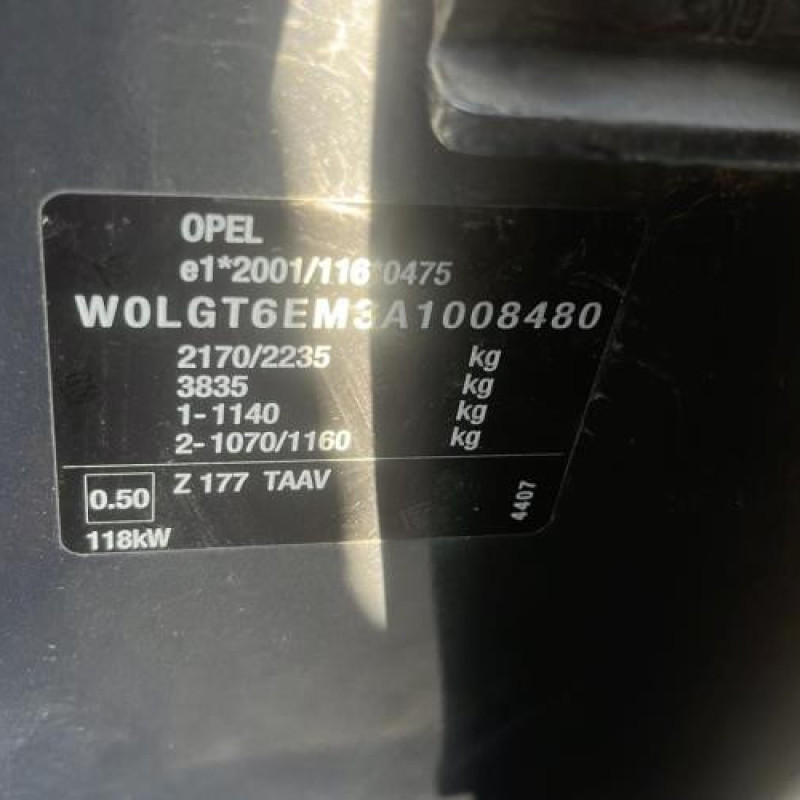 OPEL
e1*2001/116*0475
W0LGT6EM3A1008480
2170/2235 kg
3835 kg
1-1140 kg
2-1070/1160 kg
0.50 Z 177 TAAV
118kW
4407